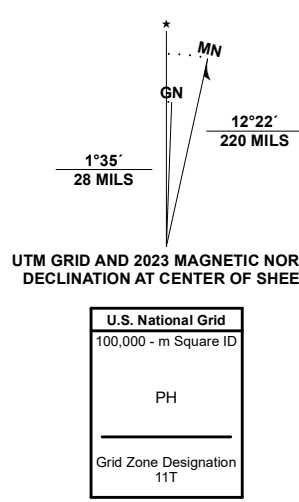 ★
MN
GN
12°22´
220 MILS
1°35´
28 MILS
UTM GRID AND 2023 MAGNETIC NOR
DECLINATION AT CENTER OF SHEE
U.S. National Grid
100,000 - m Square ID
PH
Grid Zone Designation
11T